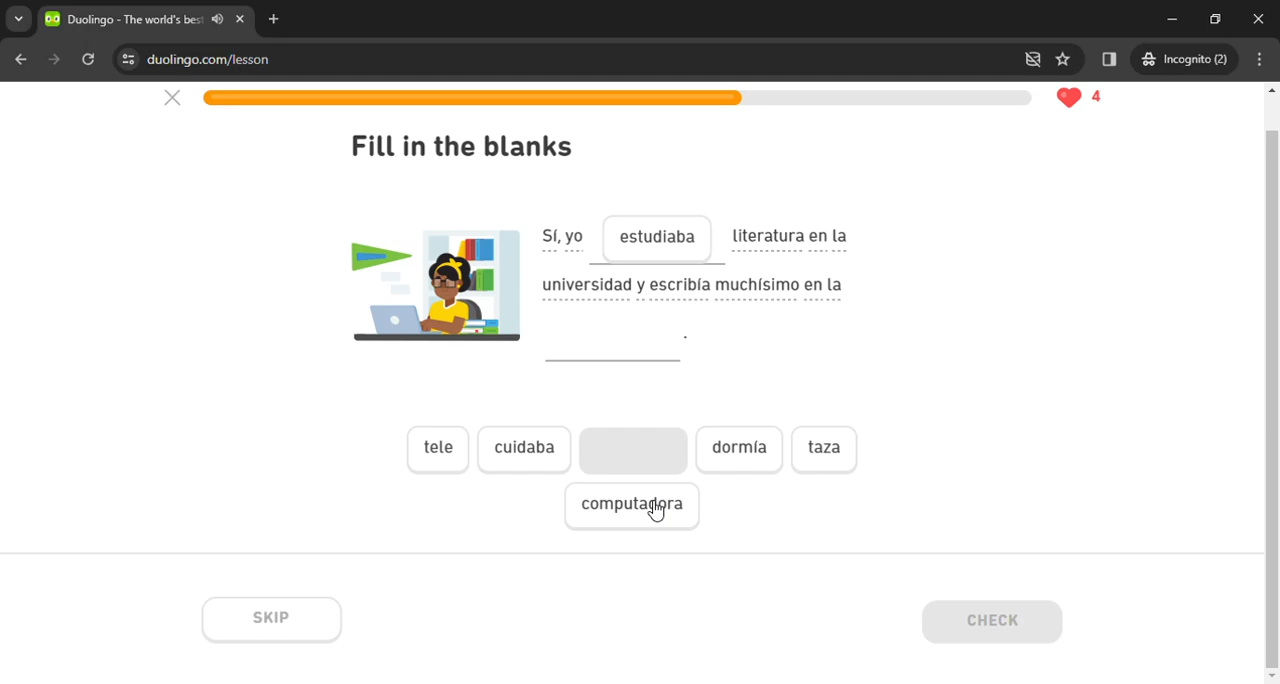 Duolingo - The world's bes
duolingo.com/lesson
Incognito (2)
4
Fill in the blanks
Sí, yo estudiaba literatura en la
universidad y escribía muchísimo en la
.
tele cuidaba dormía taza
computadora
SKIP CHECK